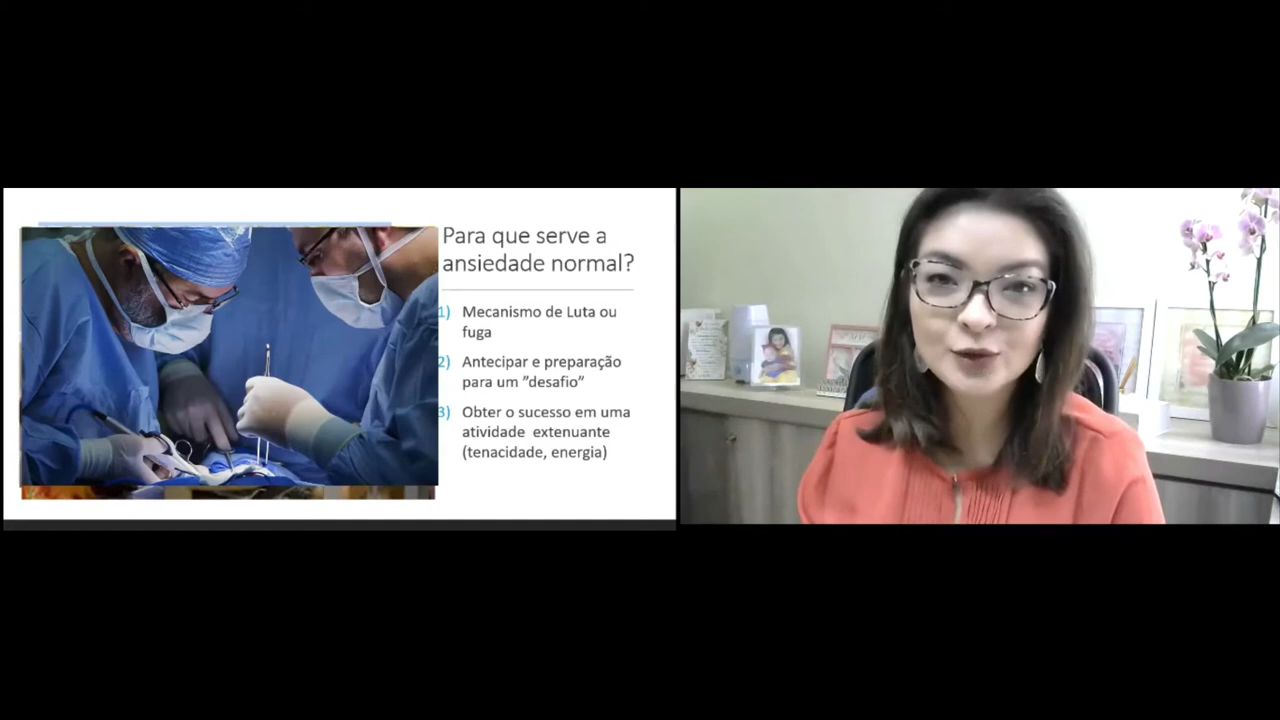 Para que serve a
ansiedade normal?
1) Mecanismo de Luta ou
fuga
2) Antecipar e preparação
para um ”desafio”
3) Obter o sucesso em uma
atividade extenuante
(tenacidade, energia)